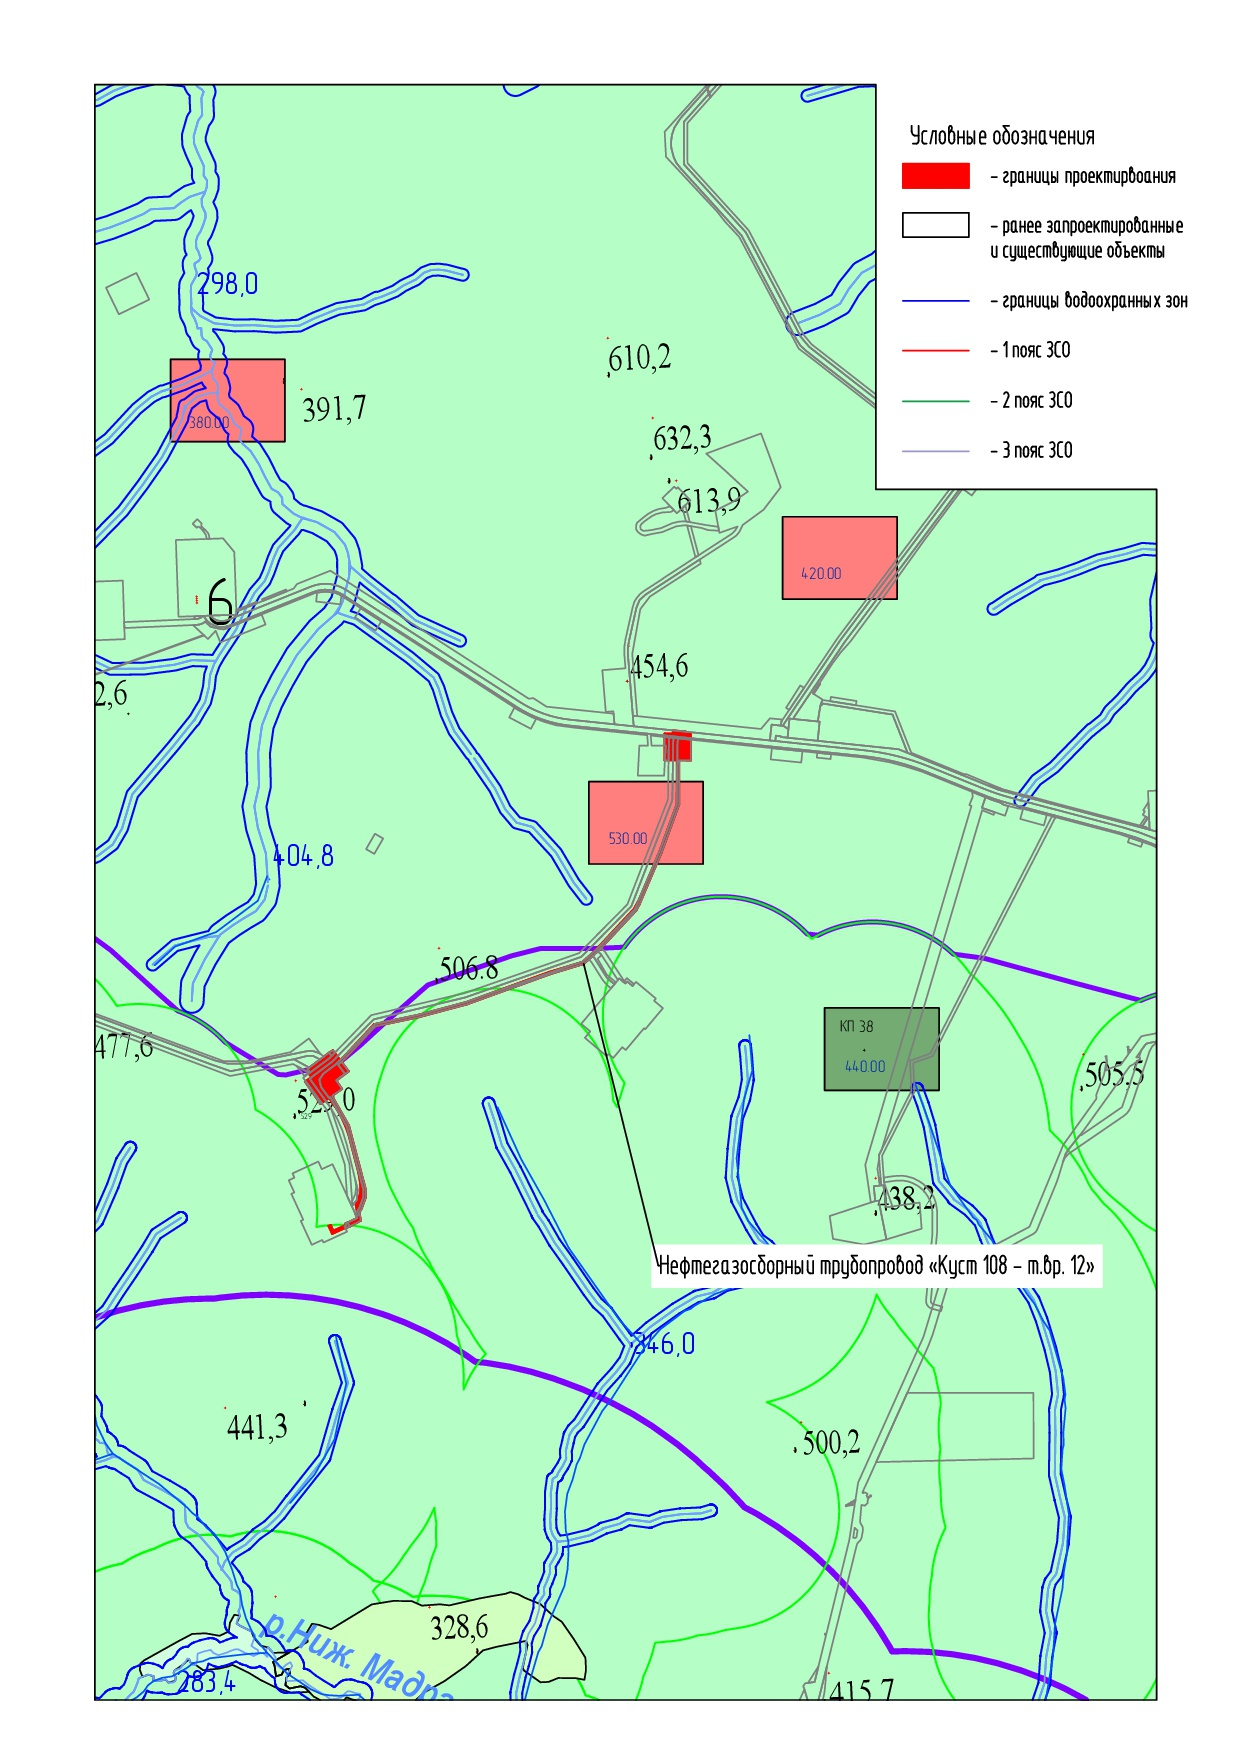 Условные обозначения
- границы проектирвоания
- ранее запроектированные
и существующие объекты
- границы водоохранных зон
- 1 пояс ЗСО
- 2 пояс ЗСО
- 3 пояс ЗСО
298,0
610,2
380.00
391,7
632,3
613,9
420.00
6
454,6
2,6
530.00
404,8
506.8
КП 38
440.00
477,6
505.5
529,0
529
438,2
Нефтегазосборный трубопровод «Куст 108 - т.вр. 12»
346,0
441,3
500,2
328,6
р.Ниж. Мадра
283,4
415,7